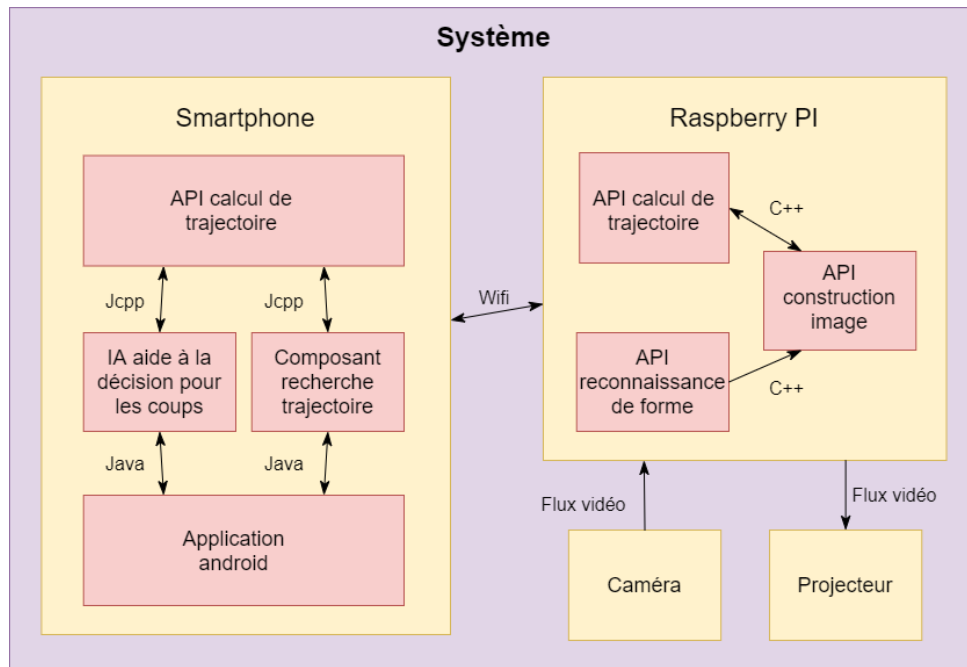 Système
Smartphone
API calcul de
trajectoire
Jcpp
Jcpp
IA aide à la
décision pour
les coups
Composant
recherche
trajectoire
Java
Java
Application
android
Wifi
Raspberry PI
API calcul de
trajectoire
C++
API
construction
image
API
reconnaissance
de forme
C++
Flux vidéo
Flux vidéo
Caméra
Projecteur